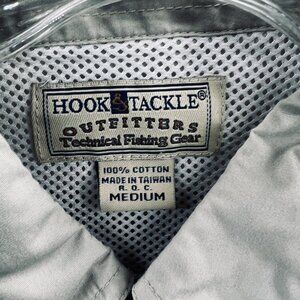 HOOK & TACKLE®
OUTFITTERS
Technical Fishing Gear
100% COTTON
MADE IN TAIWAN
R. O. C.
MEDIUM